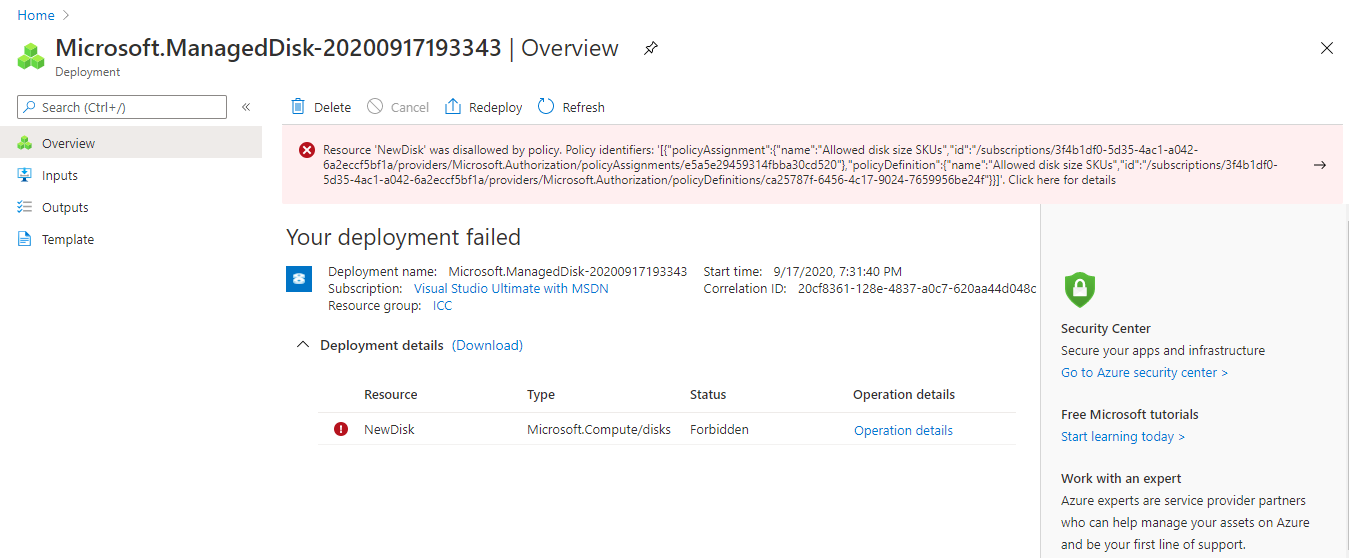 Home >
Microsoft.ManagedDisk-20200917193343 | Overview
Deployment
Search (Ctrl+/)
«
Overview
Inputs
Outputs
Template
Delete
Cancel
Redeploy
Refresh
Resource 'NewDisk' was disallowed by policy. Policy identifiers: '[{"policyAssignment":{"name":"Allowed disk size SKUs","id":"/subscriptions/3f4b1df0-5d35-4ac1-a042-
6a2eccf5bf1a/providers/Microsoft.Authorization/policyAssignments/e5a5e29459314fbba30cd520"},"policyDefinition":{"name":"Allowed disk size SKUs","id":"/subscriptions/3f4b1df0-
5d35-4ac1-a042-6a2eccf5bf1a/providers/Microsoft.Authorization/policyDefinitions/ca25787f-6456-4c17-9024-7659956be24f"}}]'. Click here for details
Your deployment failed
Deployment name: Microsoft.ManagedDisk-20200917193343
Subscription: Visual Studio Ultimate with MSDN
Resource group: ICC
Start time: 9/17/2020, 7:31:40 PM
Correlation ID: 20cf8361-128e-4837-a0c7-620aa44d048c
Deployment details (Download)
Resource Type Status Operation details
NewDisk Microsoft.Compute/disks Forbidden Operation details
Security Center
Secure your apps and infrastructure
Go to Azure security center >
Free Microsoft tutorials
Start learning today >
Work with an expert
Azure experts are service provider partners
who can help manage your assets on Azure
and be your first line of support.